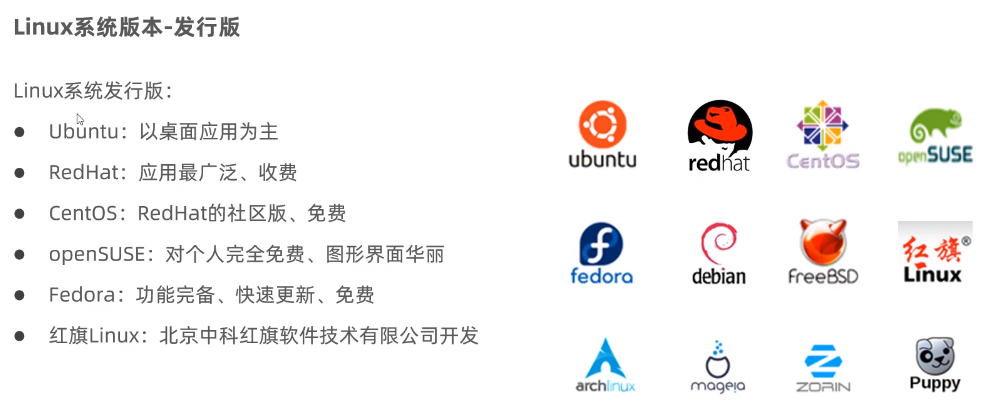 Linux系统版本-发行版
Linux系统发行版：
● Ubuntu：以桌面应用为主
● RedHat：应用最广泛、收费
● CentOS：RedHat的社区版、免费
● openSUSE：对个人完全免费、图形界面华丽
● Fedora：功能完备、快速更新、免费
● 红旗Linux：北京中科红旗软件技术有限公司开发
ubuntu
redhat
CentOS
openSUSE
fedora
debian
FreeBSD
红旗®
Linux
archlinux
mageia
ZORIN
Puppy